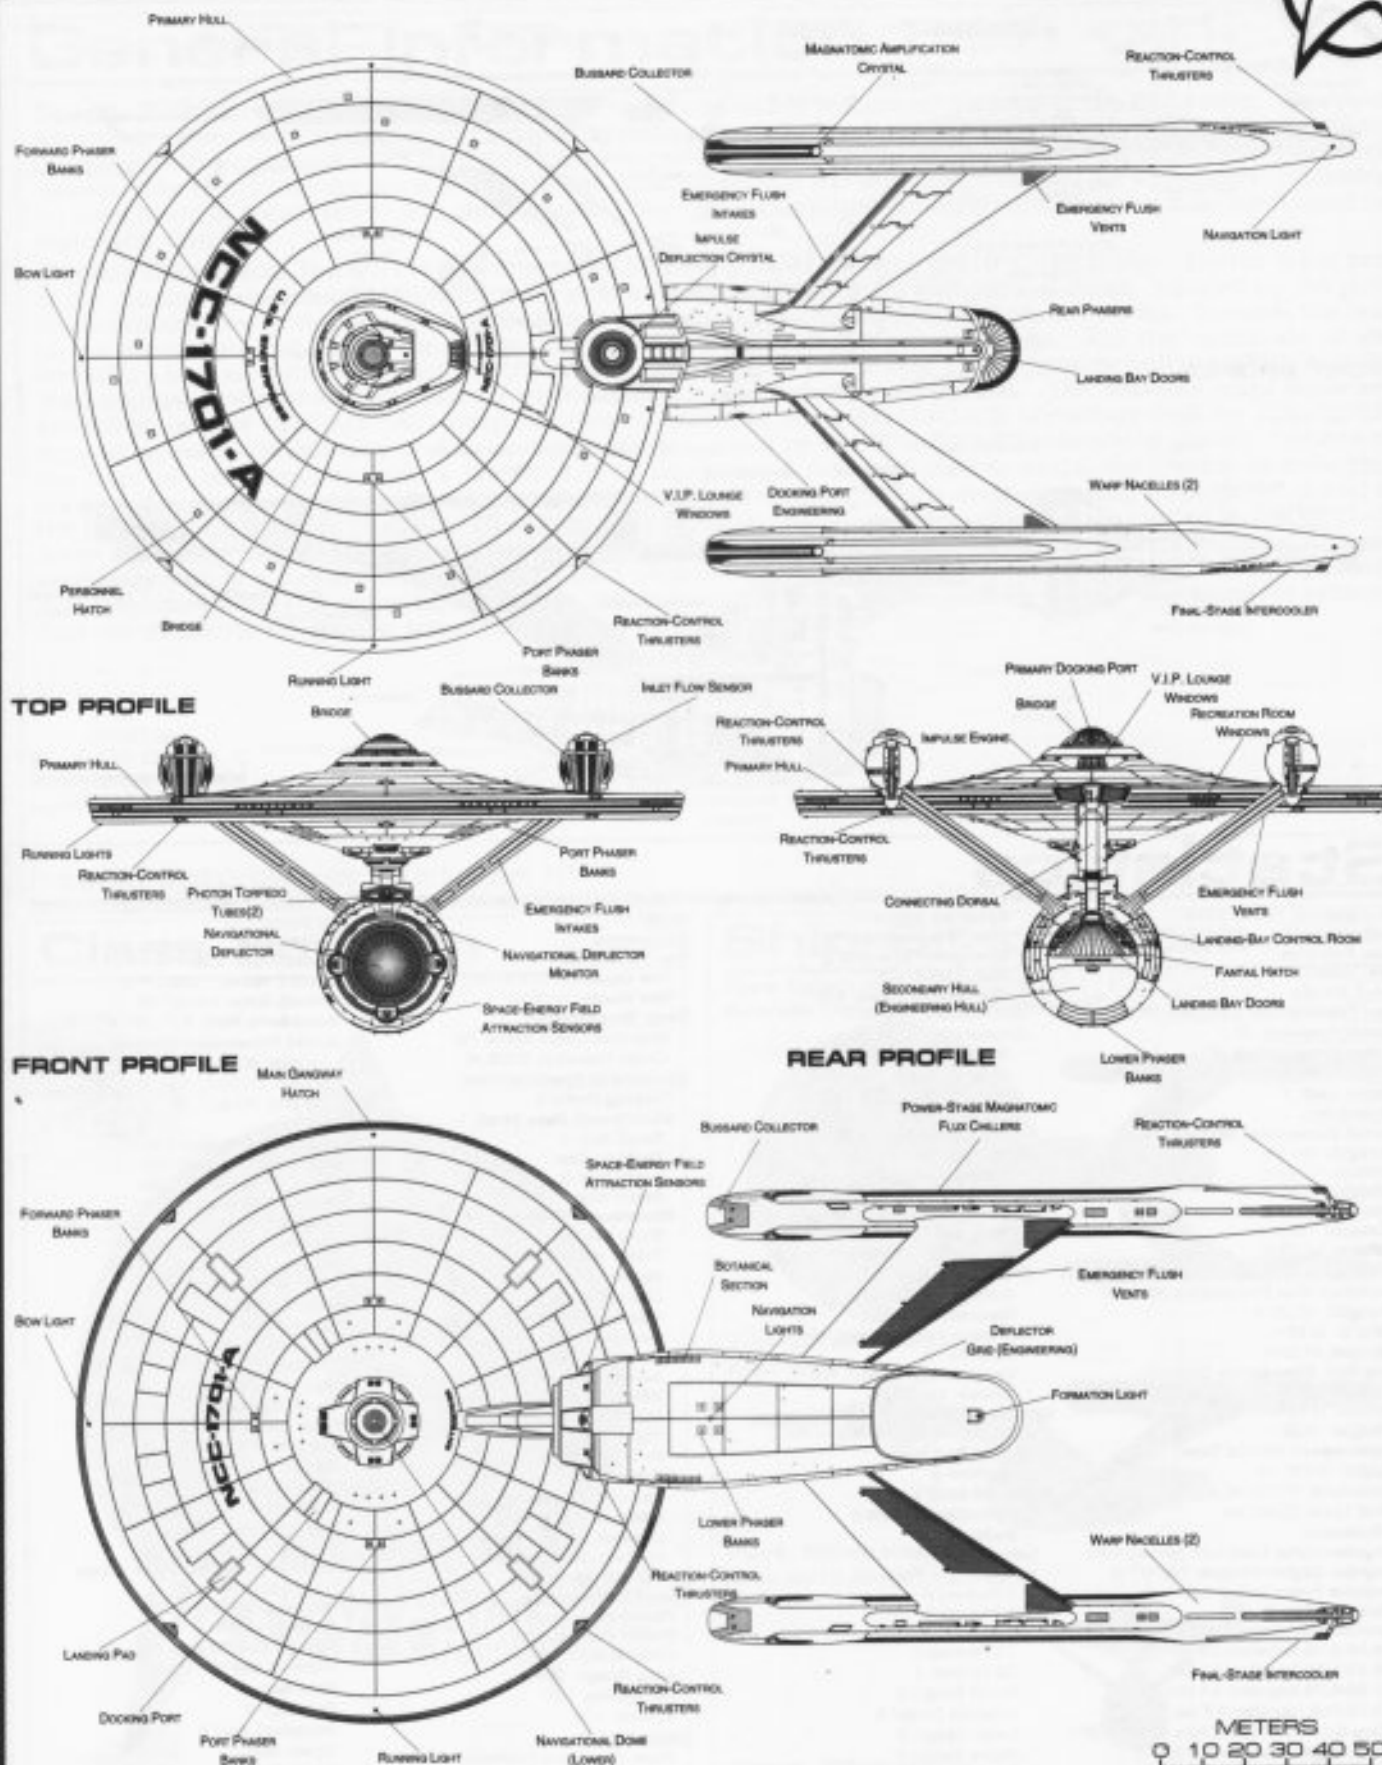 PRIMARY HULL
MAGNATOMIC AMPLIFICATION
CRYSTAL
REACTION-CONTROL
THRUSTERS
BUSSARD COLLECTOR
FORWARD PHASER
BANKS
EMERGENCY FLUSH
INTAKES
EMERGENCY FLUSH
VENTS
NAVIGATION LIGHT
IMPULSE
DEFLECTION CRYSTAL
BOW LIGHT
NCC-1701-A
U.S.S. ENTERPRISE
NCC-1701-A
REAR PHASERS
LANDING BAY DOORS
V.I.P. LOUNGE
WINDOWS
DOCKING PORT
ENGINEERING
WARP NACELLES (2)
PERSONNEL
HATCH
BRIDGE
REACTION-CONTROL
THRUSTERS
FINAL-STAGE INTERCOOLER
PORT PHASER
BANKS
RUNNING LIGHT
TOP PROFILE
BRIDGE
BUSSARD COLLECTOR
INLET FLOW SENSOR
PRIMARY HULL
RUNNING LIGHTS
REACTION-CONTROL
THRUSTERS
PHOTON TORPEDO
TUBES(2)
NAVIGATIONAL
DEFLECTOR
PORT PHASER
BANKS
EMERGENCY FLUSH
INTAKES
NAVIGATIONAL DEFLECTOR
MONITOR
SPACE-ENERGY FIELD
ATTRACTION SENSORS
FRONT PROFILE
PRIMARY DOCKING PORT
V.I.P. LOUNGE
WINDOWS
BRIDGE
RECREATION ROOM
WINDOWS
REACTION-CONTROL
THRUSTERS
IMPULSE ENGINE
PRIMARY HULL
REACTION-CONTROL
THRUSTERS
CONNECTING DORSAL
EMERGENCY FLUSH
VENTS
LANDING-BAY CONTROL ROOM
FANTAIL HATCH
SECONDARY HULL
(ENGINEERING HULL)
LANDING BAY DOORS
LOWER PHASER
BANKS
REAR PROFILE
MAIN GANGWAY
HATCH
POWER-STAGE MAGNATOMIC
FLUX CHILLERS
BUSSARD COLLECTOR
REACTION-CONTROL
THRUSTERS
SPACE-ENERGY FIELD
ATTRACTION SENSORS
FORWARD PHASER
BANKS
BOTANICAL
SECTION
EMERGENCY FLUSH
VENTS
NAVIGATION
LIGHTS
DEFLECTOR
GRID (ENGINEERING)
BOW LIGHT
NCC-1701-A
FORMATION LIGHT
LOWER PHASER
BANKS
WARP NACELLES (2)
REACTION-CONTROL
THRUSTERS
LANDING PAD
FINAL-STAGE INTERCOOLER
REACTION-CONTROL
THRUSTERS
DOCKING PORT
PORT PHASER
BANKS
RUNNING LIGHT
NAVIGATIONAL DOME
(LOWER)
METERS
0 10 20 30 40 50